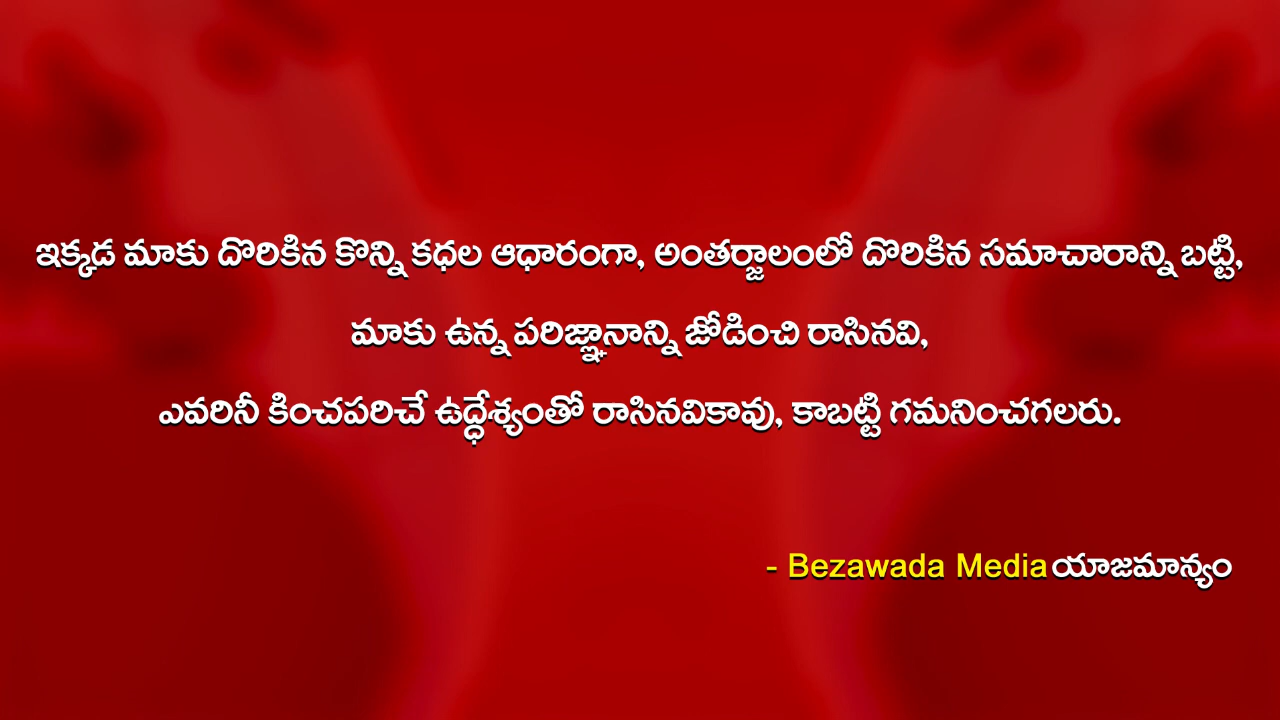 ఇక్కడ మాకు దొరికిన కొన్ని కధల ఆధారంగా, అంతర్జాలంలో దొరికిన సమాచారాన్ని బట్టి,
మాకు ఉన్న పరిజ్ఞానాన్ని జోడించి రాసినవి,
ఎవరినీ కించపరిచే ఉద్ధేశ్యంతో రాసినవికావు, కాబట్టి గమనించగలరు.
- Bezawada Media యాజమాన్యం